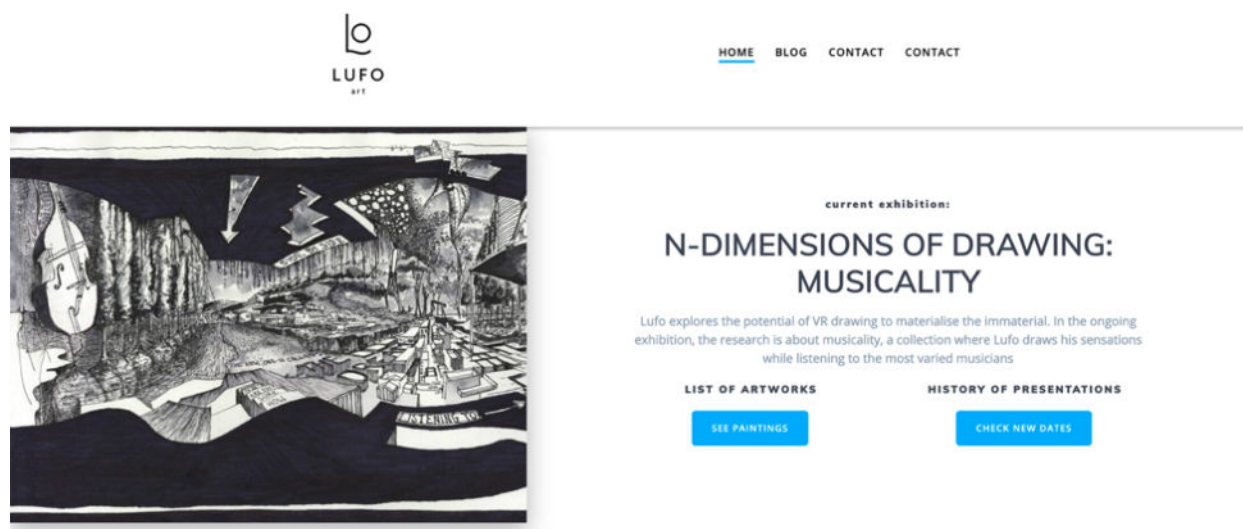 LO
LUFO
art
HOME BLOG CONTACT CONTACT
current exhibition:
N-DIMENSIONS OF DRAWING:
MUSICALITY
Lufo explores the potential of VR drawing to materialise the immaterial. In the ongoing
exhibition, the research is about musicality, a collection where Lufo draws his sensations
while listening to the most varied musicians
LIST OF ARTWORKS HISTORY OF PRESENTATIONS
SEE PAINTINGS CHECK NEW DATES
LISTENING TO